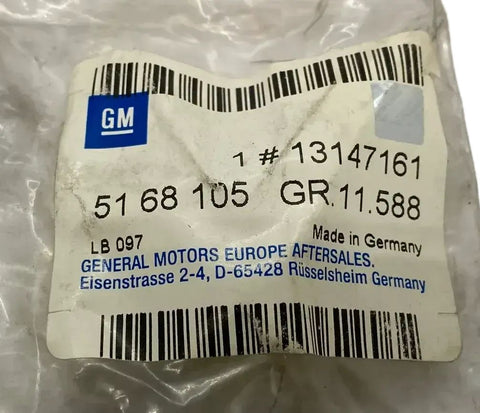 GM
1 # 13147161
51 68 105 GR.11.588
LB 097 Made in Germany
GENERAL MOTORS EUROPE AFTERSALES.
Eisenstrasse 2-4, D-65428 Rüsselsheim Germany